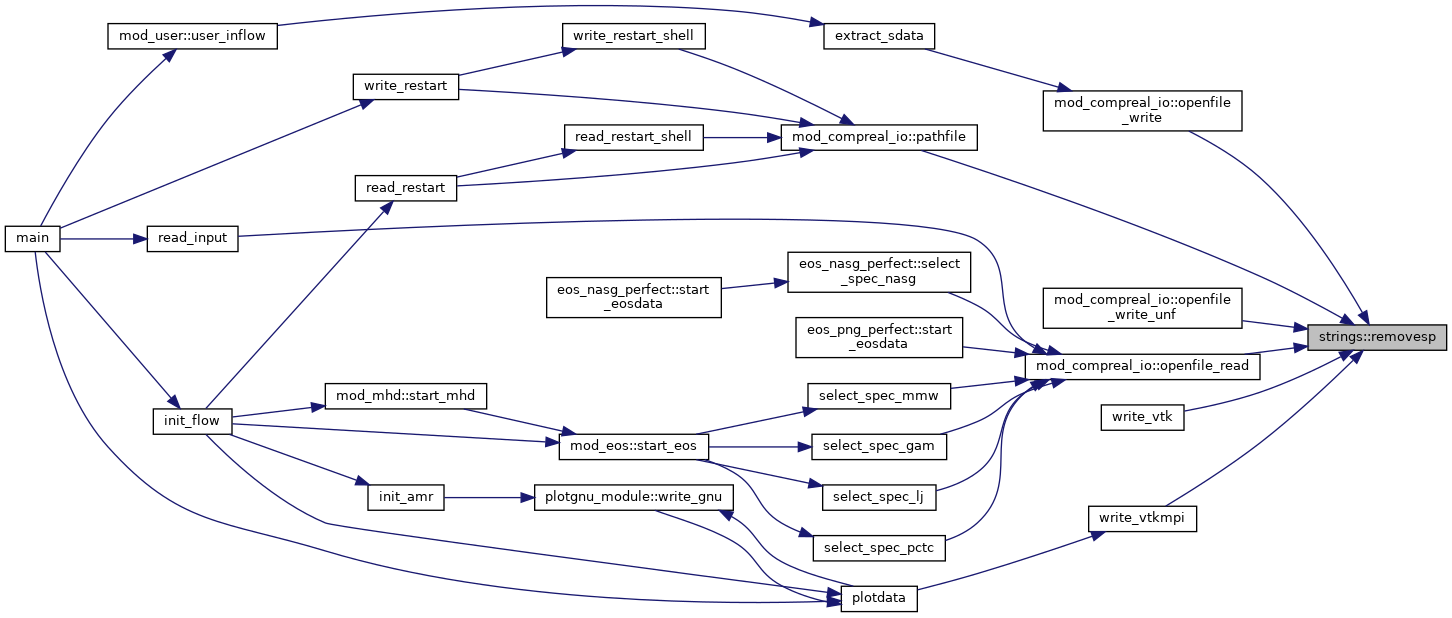 mod_user::user_inflow
write_restart_shell
extract_sdata
write_restart
mod_compreal_io::openfile
_write
read_restart_shell
mod_compreal_io::pathfile
read_restart
main
read_input
eos_nasg_perfect::select
_spec_nasg
eos_nasg_perfect::start
_eosdata
mod_compreal_io::openfile
_write_unf
eos_png_perfect::start
_eosdata
strings::removesp
mod_compreal_io::openfile_read
mod_mhd::start_mhd
select_spec_mmw
write_vtk
init_flow
mod_eos::start_eos
select_spec_gam
init_amr
plotgnu_module::write_gnu
select_spec_lj
write_vtkmpi
select_spec_pctc
plotdata